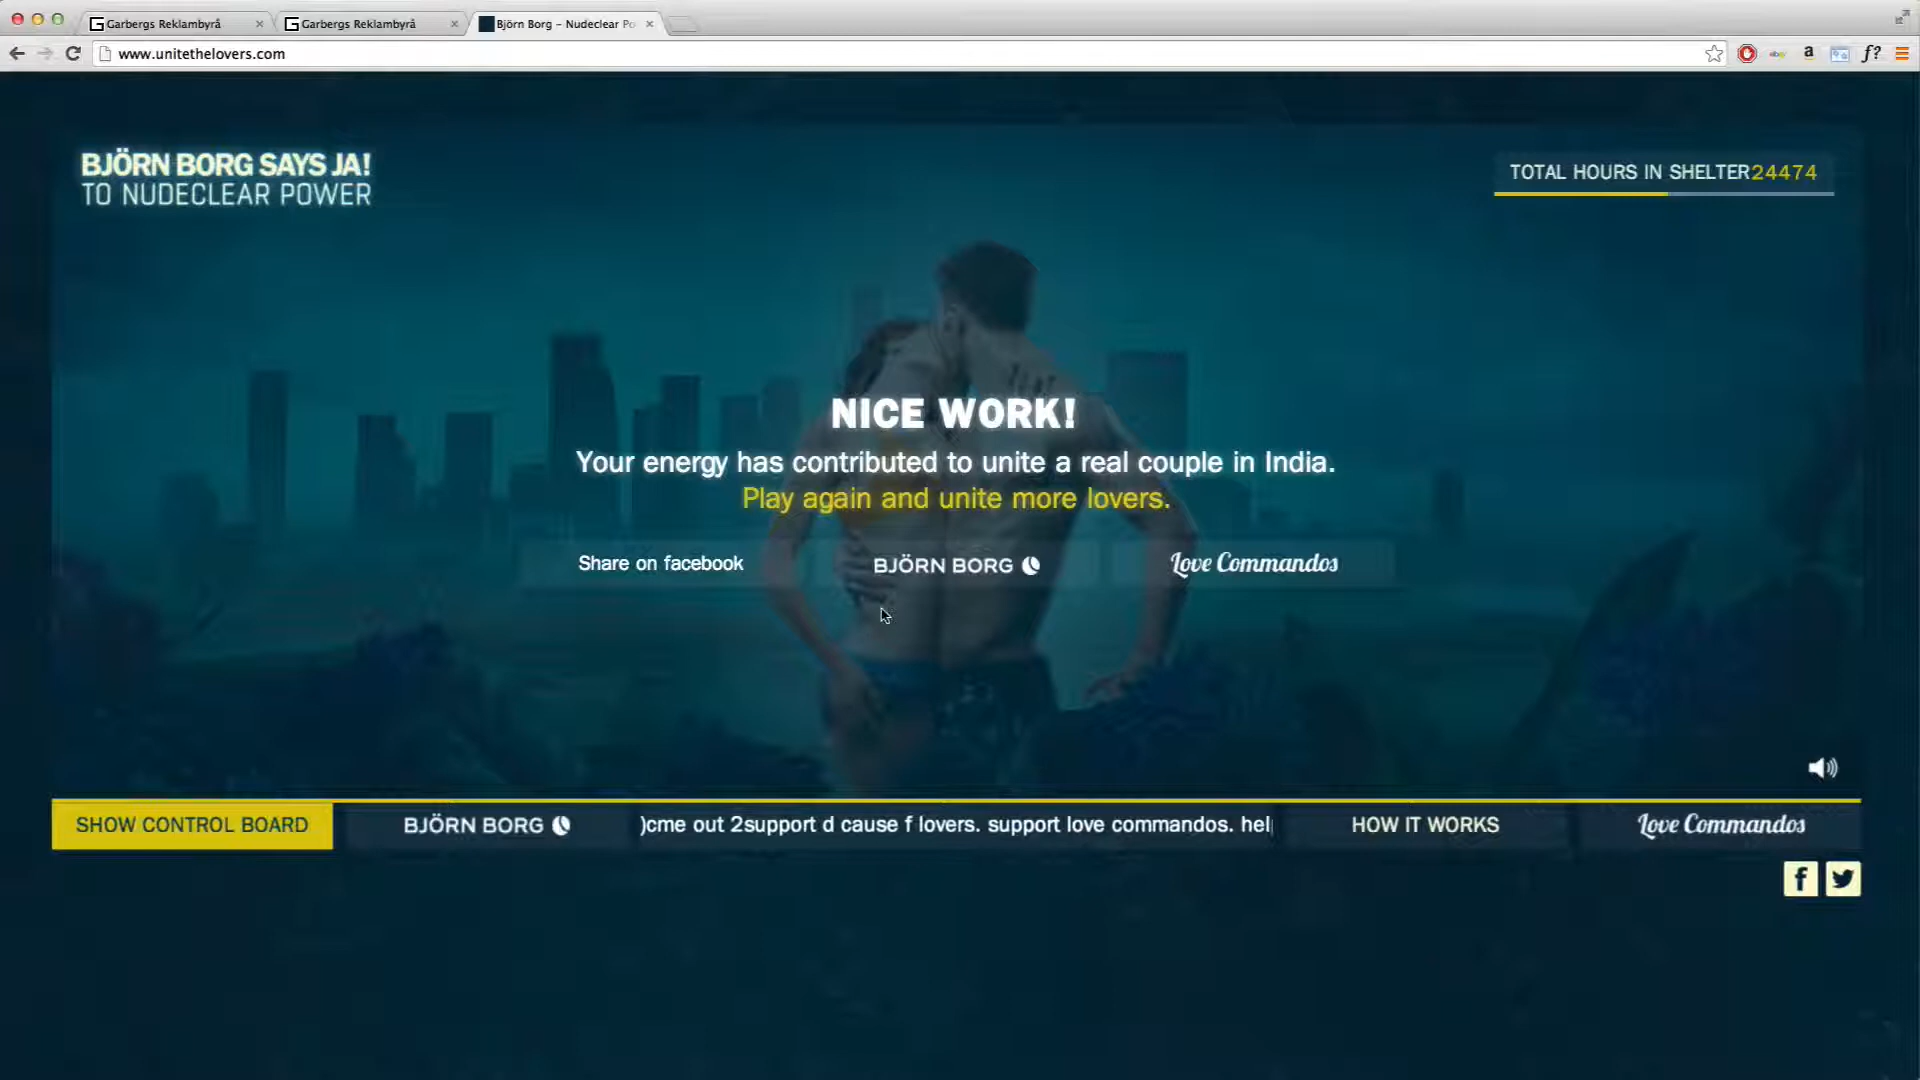 Garbergs Reklambyrå
Garbergs Reklambyrå
Björn Borg – Nudeclear Po
www.unitethelovers.com
a
f?
BJÖRN BORG SAYS JA!
TO NUDECLEAR POWER
TOTAL HOURS IN SHELTER 24474
NICE WORK!
Your energy has contributed to unite a real couple in India.
Play again and unite more lovers.
Share on facebook
BJÖRN BORG
Love Commandos
SHOW CONTROL BOARD
BJÖRN BORG
)cme out 2support d cause f lovers. support love commandos. hel
HOW IT WORKS
Love Commandos